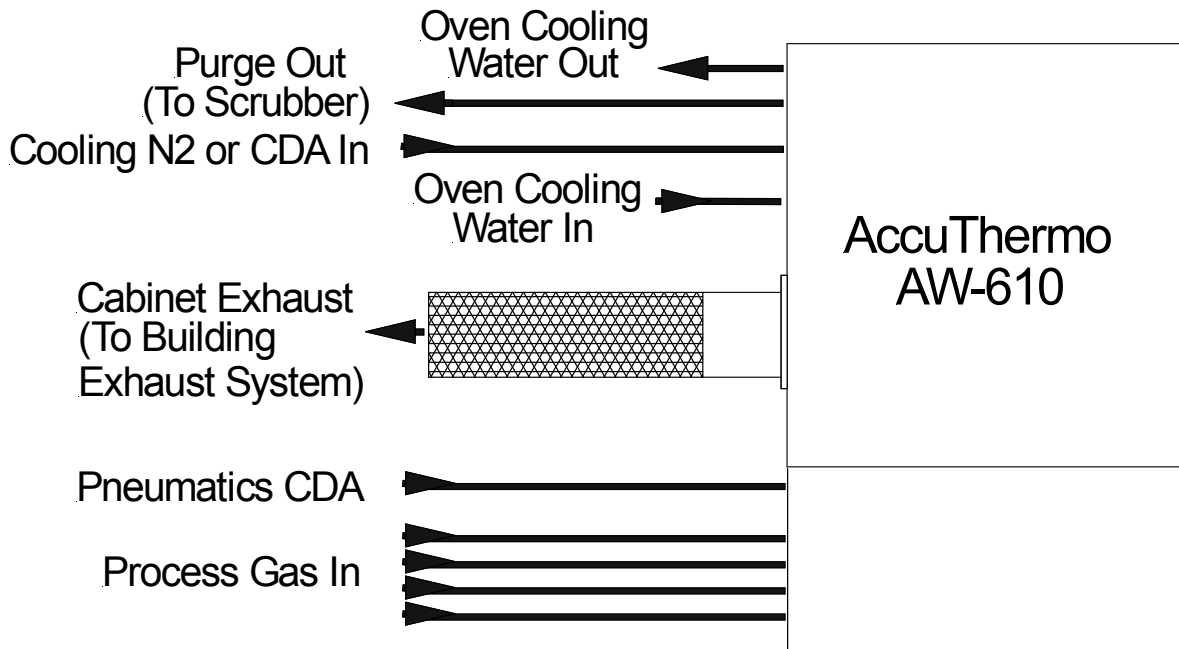 Oven Cooling
Water Out
Purge Out
(To Scrubber)
Cooling N2 or CDA In
Oven Cooling
Water In
AccuThermo
AW-610
Cabinet Exhaust
(To Building
Exhaust System)
Pneumatics CDA
Process Gas In